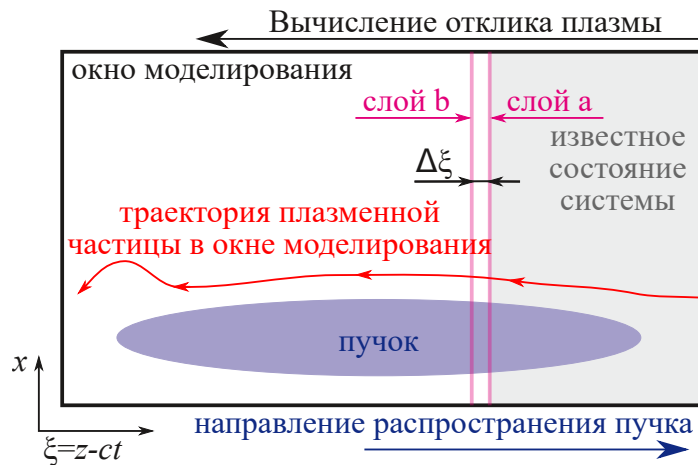 Вычисление отклика плазмы
окно моделирования
слой b
слой a
известное
состояние
системы
Δξ
траектория плазменной
частицы в окне моделирования
пучок
x
ξ=z-ct
направление распространения пучка